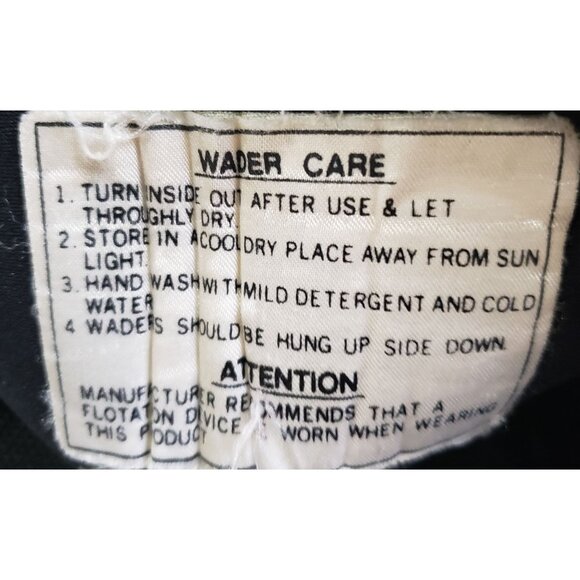 WADER CARE
1. TURN INSIDE OUT AFTER USE & LET
THROUGHLY DRY.
2. STORE IN A COOL DRY PLACE AWAY FROM SUN
LIGHT.
3. HAND WASH WITH MILD DETERGENT AND COLD
WATER
4 WADERS SHOULD BE HUNG UP SIDE DOWN
ATTENTION
MANUFACTURER RECOMMENDS THAT A
FLOTATION DEVICE WORN WHEN WEARING
THIS PRODUCT